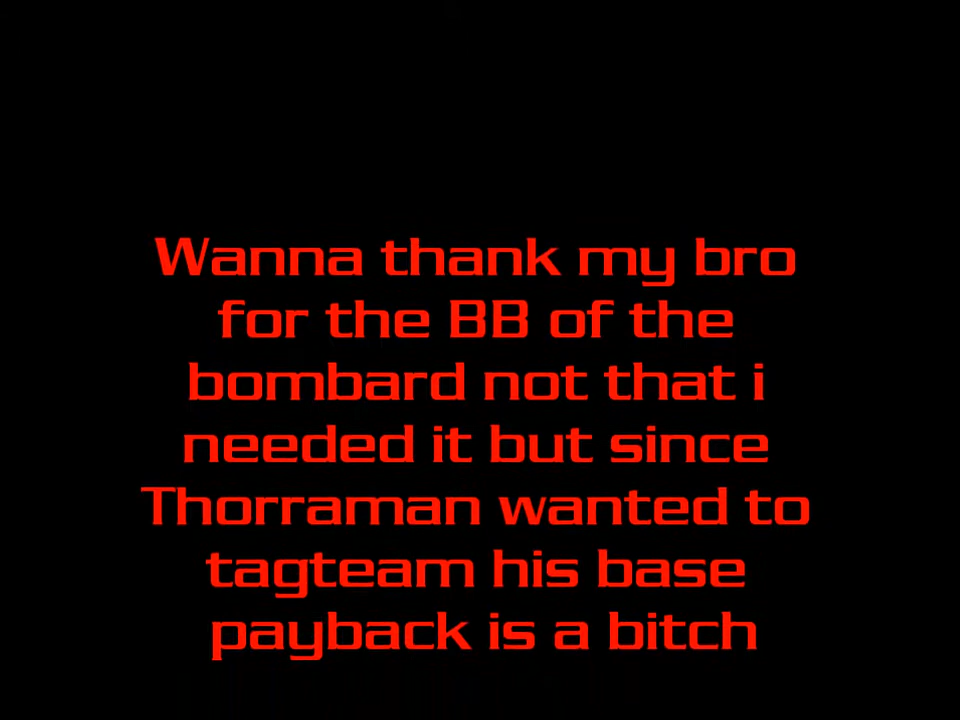 Wanna thank my bro
for the BB of the
bombard not that i
needed it but since
Thorraman wanted to
tagteam his base
payback is a bitch